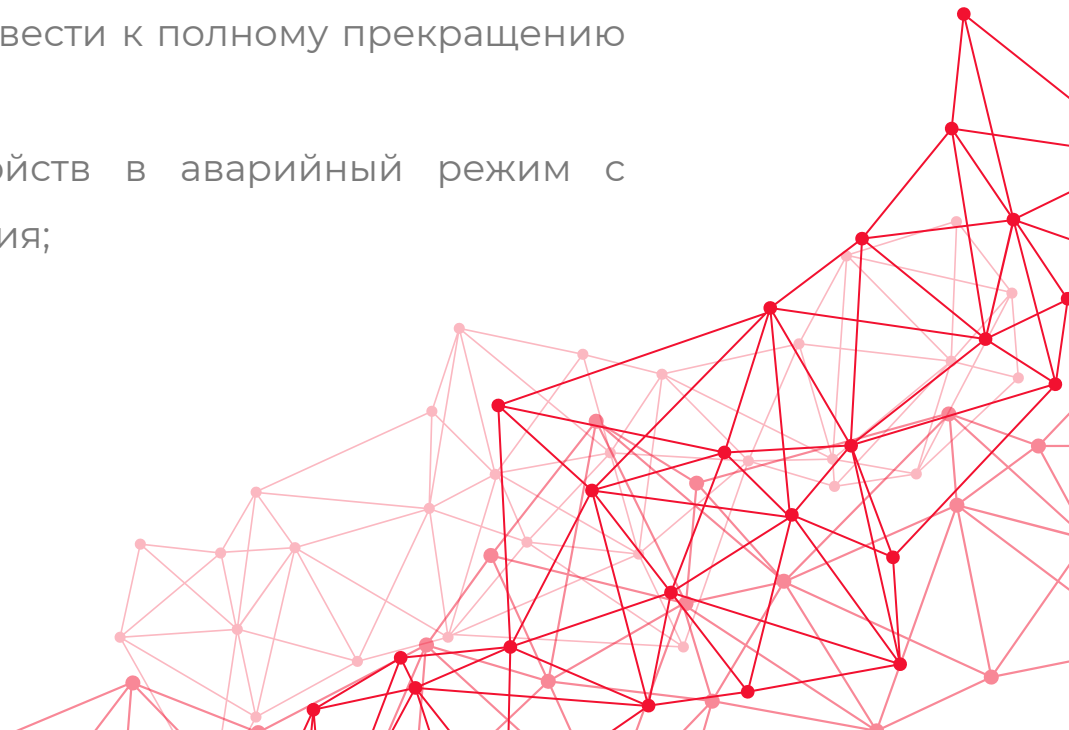 вести к полному прекращению
ойств в аварийный режим с
ия;